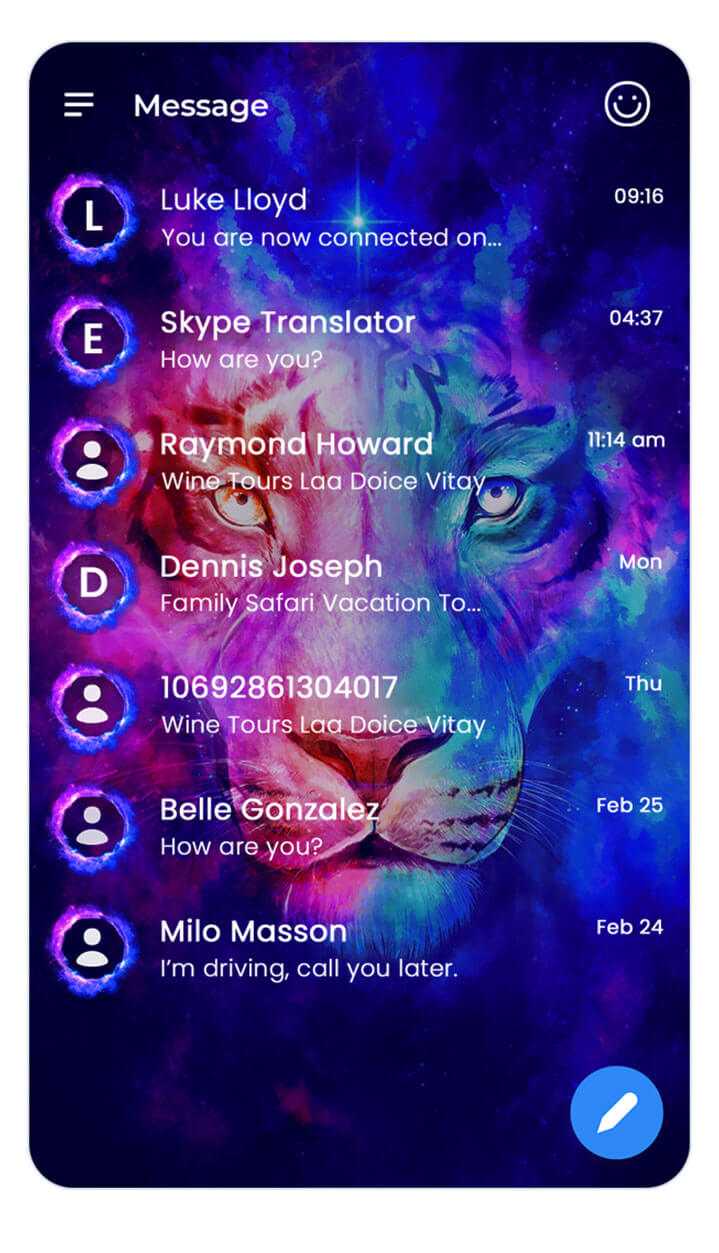 Message
L
Luke Lloyd
09:16
You are now connected on...
E
Skype Translator
04:37
How are you?
Raymond Howard
11:14 am
Wine Tours Laa Doice Vitay
D
Dennis Joseph
Mon
Family Safari Vacation To...
10692861304017
Thu
Wine Tours Laa Doice Vitay
Belle Gonzalez
Feb 25
How are you?
Milo Masson
Feb 24
I'm driving, call you later.